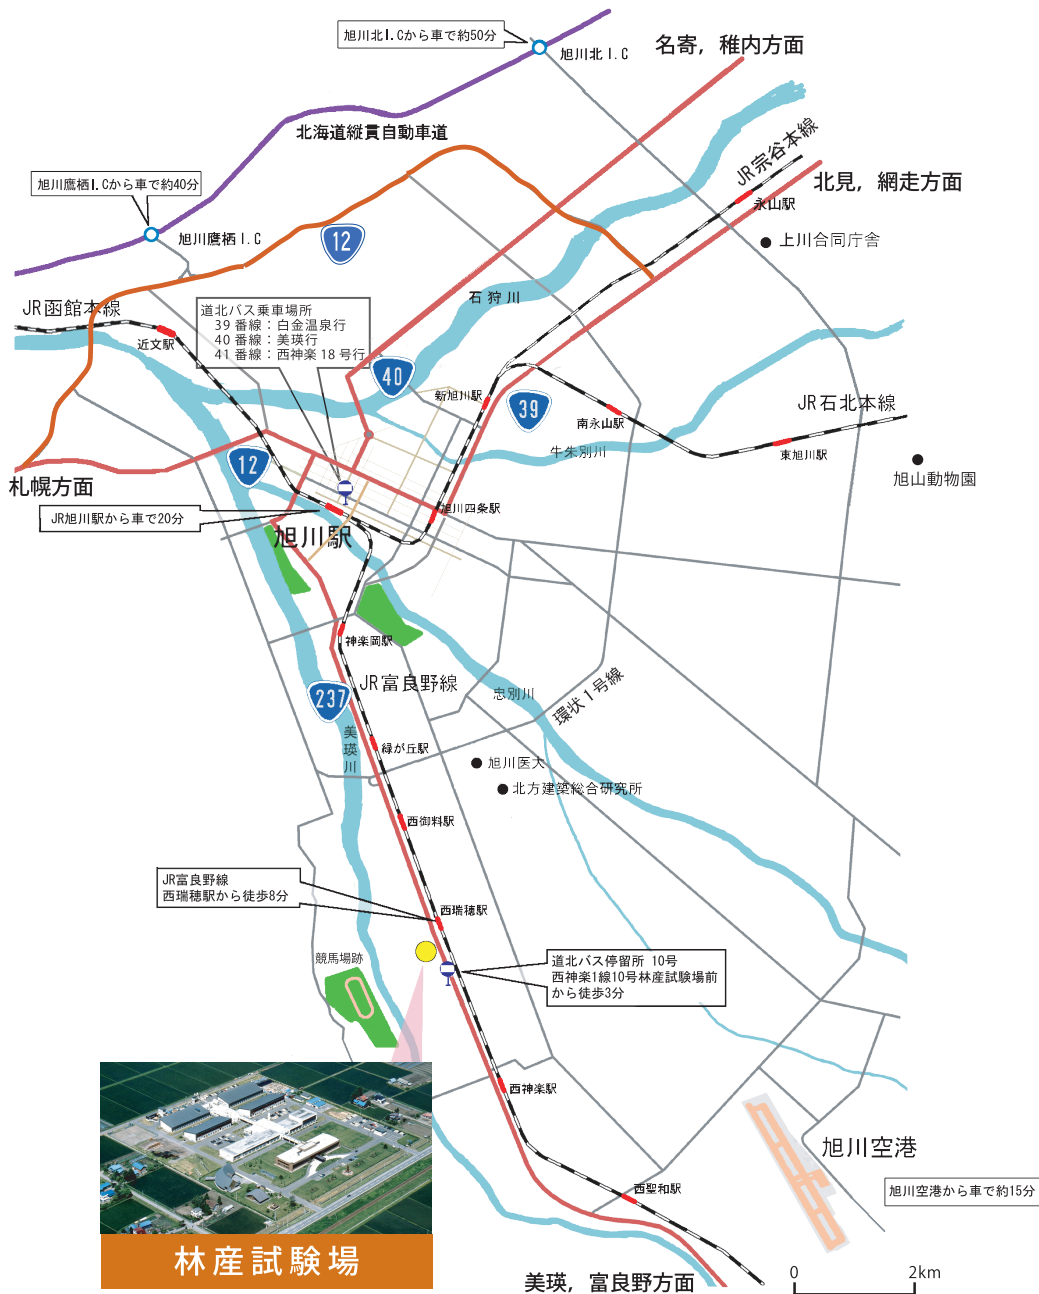 旭川北I.Cから車で約50分
旭川北I.C
名寄，稚内方面
北海道縦貫自動車道
JR宗谷本線
北見，網走方面
旭川鷹栖I.Cから車で約40分
永山駅
旭川鷹栖I.C
12
上川合同庁舎
石狩川
JR函館本線
近文駅
道北バス乗車場所
39番線：白金温泉行
40番線：美瑛行
41番線：西神楽18号行
40
新旭川駅
39
南永山駅
JR石北本線
牛朱別川
東旭川駅
旭山動物園
12
札幌方面
旭川四条駅
JR旭川駅から車で20分
旭川駅
神楽岡駅
JR富良野線
忠別川
環状1号線
237
美瑛川
緑が丘駅
旭川医大
北方建築総合研究所
西御料駅
JR富良野線
西瑞穂駅から徒歩8分
西瑞穂駅
競馬場跡
道北バス停留所 10号
西神楽1線10号林産試験場前
から徒歩3分
西神楽駅
旭川空港
旭川空港から車で約15分
西聖和駅
林産試験場
美瑛，富良野方面
0 2km